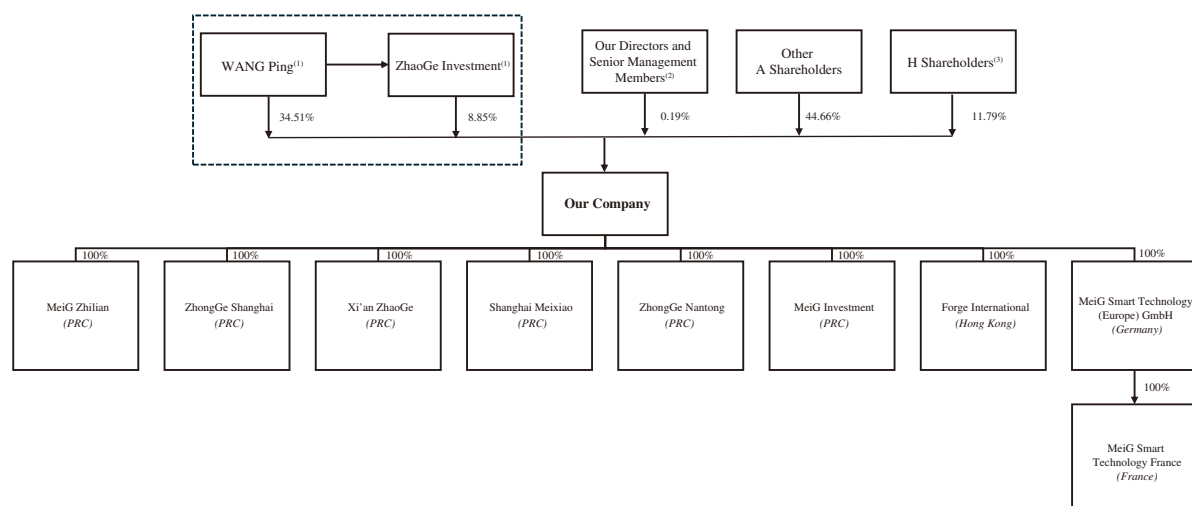 WANG Ping(1)
ZhaoGe Investment(1)
Our Directors and
Senior Management
Members(2)
Other
A Shareholders
H Shareholders(3)
34.51%
8.85%
0.19%
44.66%
11.79%
Our Company
100%
100%
100%
100%
100%
100%
100%
100%
MeiG Zhilian
(PRC)
ZhongGe Shanghai
(PRC)
Xi'an ZhaoGe
(PRC)
Shanghai Meixiao
(PRC)
ZhongGe Nantong
(PRC)
MeiG Investment
(PRC)
Forge International
(Hong Kong)
MeiG Smart Technology
(Europe) GmbH
(Germany)
100%
MeiG Smart
Technology France
(France)